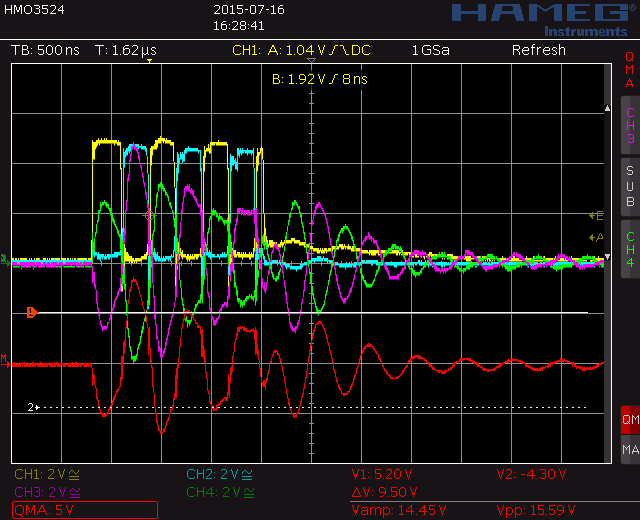 HMO3524 2015-07-16 HAMEG®
16:28:41 Instruments
TB: 500 ns T: 1.62 µs CH1: A: 1.04 V DC 1GSa Refresh
B: 1.92 V / 8 ns
QMA
CH3
SUB
CH4
E
A
M
1
M
2
QM
MA
CH1: 2 V CH2: 2 V V1: 5.20 V V2: -4.30 V
CH3: 2 V CH4: 2 V ΔV: 9.50 V
QMA: 5 V Vamp: 14.45 V Vpp: 15.59 V